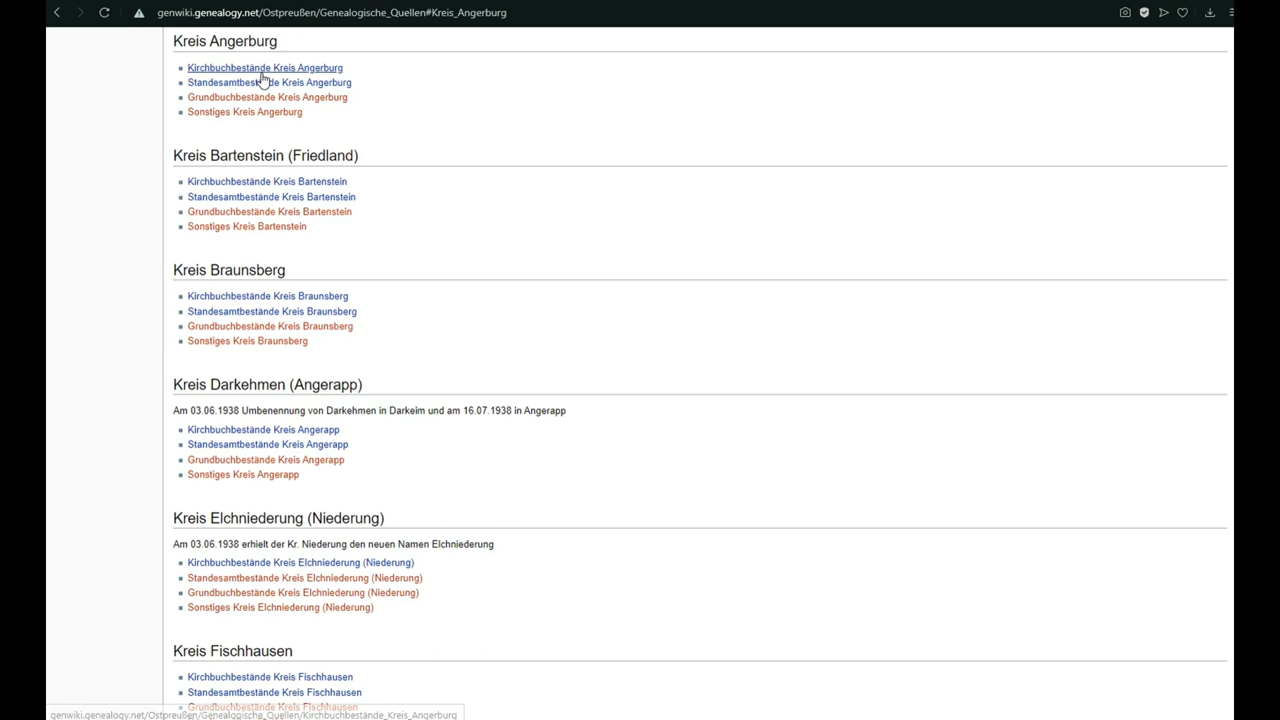 genwiki.genealogy.net/Ostpreußen/Genealogische_Quellen#Kreis_Angerburg
Kreis Angerburg
Kirchbuchbestände Kreis Angerburg
Standesamtbestände Kreis Angerburg
Grundbuchbestände Kreis Angerburg
Sonstiges Kreis Angerburg
Kreis Bartenstein (Friedland)
Kirchbuchbestände Kreis Bartenstein
Standesamtbestände Kreis Bartenstein
Grundbuchbestände Kreis Bartenstein
Sonstiges Kreis Bartenstein
Kreis Braunsberg
Kirchbuchbestände Kreis Braunsberg
Standesamtbestände Kreis Braunsberg
Grundbuchbestände Kreis Braunsberg
Sonstiges Kreis Braunsberg
Kreis Darkehmen (Angerapp)
Am 03.06.1938 Umbenennung von Darkehmen in Darkeim und am 16.07.1938 in Angerapp
Kirchbuchbestände Kreis Angerapp
Standesamtbestände Kreis Angerapp
Grundbuchbestände Kreis Angerapp
Sonstiges Kreis Angerapp
Kreis Elchniederung (Niederung)
Am 03.06.1938 erhielt der Kr. Niederung den neuen Namen Elchniederung
Kirchbuchbestände Kreis Elchniederung (Niederung)
Standesamtbestände Kreis Elchniederung (Niederung)
Grundbuchbestände Kreis Elchniederung (Niederung)
Sonstiges Kreis Elchniederung (Niederung)
Kreis Fischhausen
Kirchbuchbestände Kreis Fischhausen
Standesamtbestände Kreis Fischhausen
Grundbuchbestände Kreis Fischhausen
genwiki.genealogy.net/Ostpreußen/Genealogische_Quellen/Kirchbuchbestände_Kreis_Angerburg